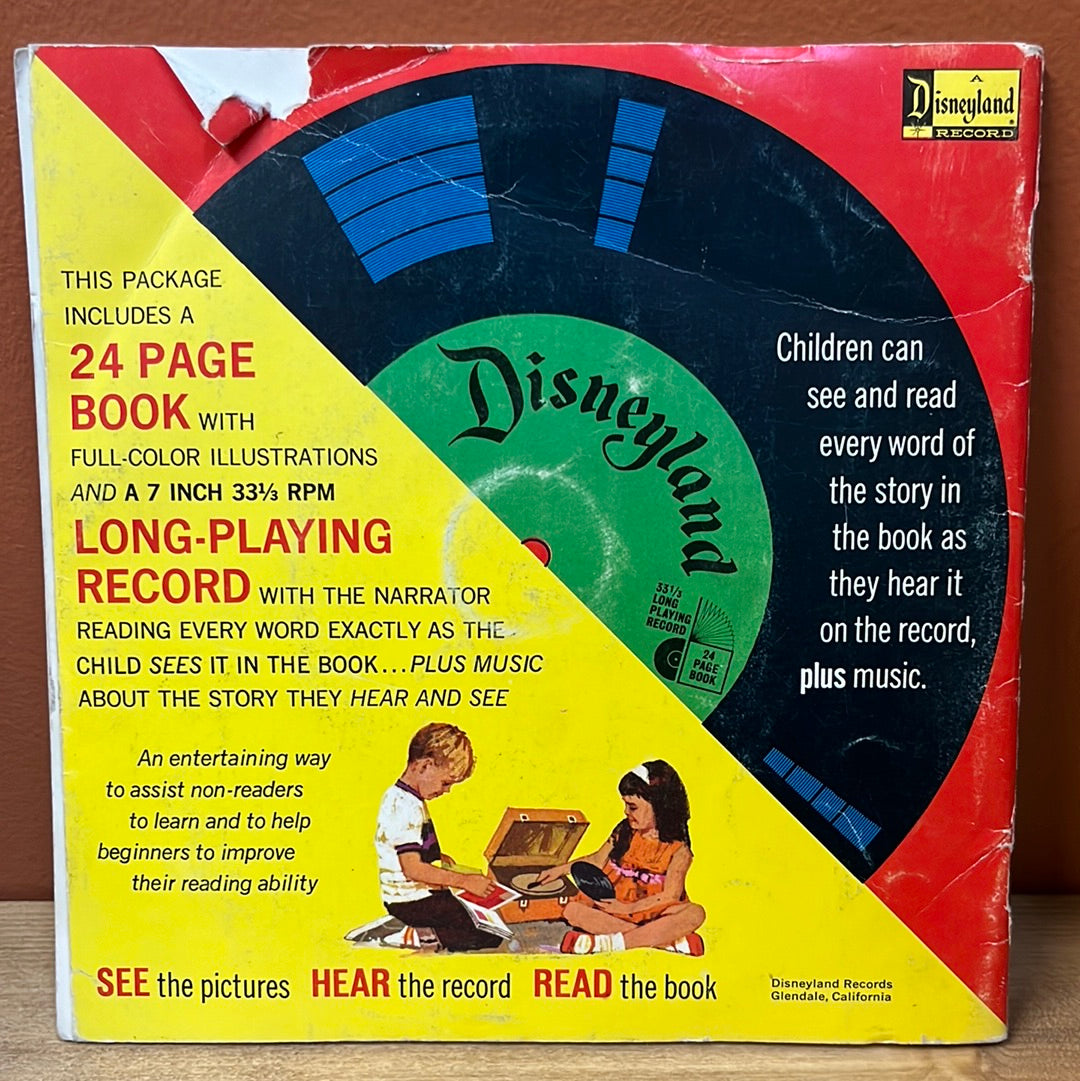 A
Disneyland
RECORD
THIS PACKAGE
INCLUDES A
24 PAGE
BOOK WITH
FULL-COLOR ILLUSTRATIONS
AND A 7 INCH 33⅓ RPM
LONG-PLAYING
RECORD WITH THE NARRATOR
READING EVERY WORD EXACTLY AS THE
CHILD SEES IT IN THE BOOK...PLUS MUSIC
ABOUT THE STORY THEY HEAR AND SEE
An entertaining way
to assist non-readers
to learn and to help
beginners to improve
their reading ability
Disneyland
33⅓
LONG
PLAYING
RECORD
24
PAGE
BOOK
Children can
see and read
every word of
the story in
the book as
they hear it
on the record,
plus music.
SEE the pictures HEAR the record READ the book
Disneyland Records
Glendale, California